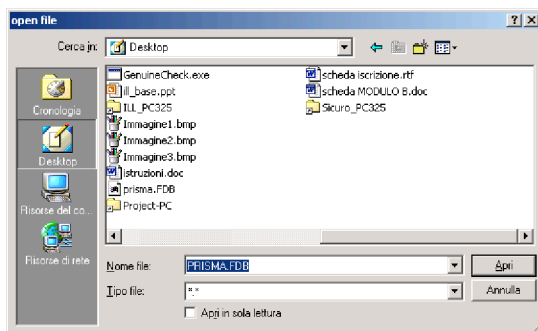 open file
Cerca in: Desktop
Cronologia
Desktop
Risorse del co...
Risorse di rete
GenuineCheck.exe
ill_base.ppt
ILL_PC325
Immagine1.bmp
Immagine2.bmp
Immagine3.bmp
istruzioni.doc
prisma.FDB
Project-PC
scheda iscrizione.rtf
scheda MODULO B.doc
Sicuro_PC325
Nome file: PRISMA.FDB Apri
Tipo file: *.* Annulla
Apri in sola lettura